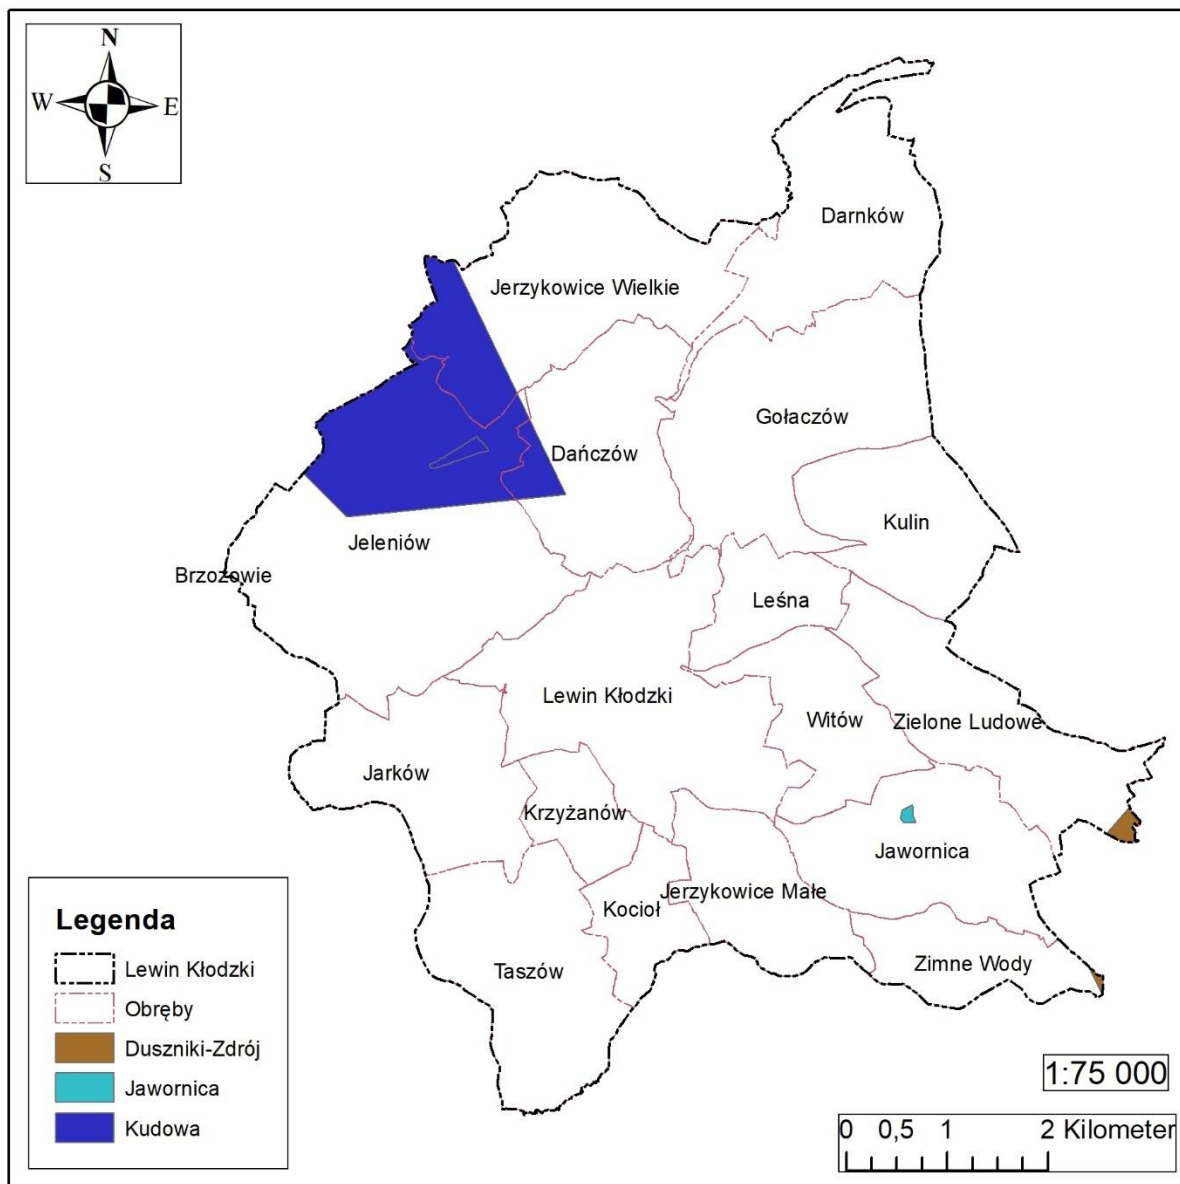 N
W E
S
Darnków
Jerzykowice Wielkie
Gołaczów
Dańczów
Kulin
Jeleniów
Brzozowie
Leśna
Lewin Kłodzki
Witów
Zielone Ludowe
Jarków
Krzyżanów
Jawornica
Jerzykowice Małe
Kocioł
Zimne Wody
Taszów
Legenda
Lewin Kłodzki
Obręby
Duszniki-Zdrój
Jawornica
Kudowa
1:75 000
0 0,5 1 2 Kilometer